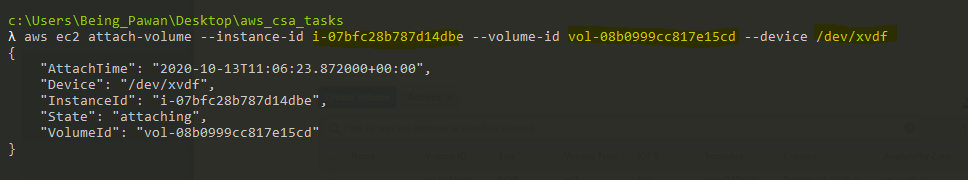 c:\Users\Being_Pawan\Desktop\aws_csa_tasks
λ aws ec2 attach-volume --instance-id i-07bfc28b787d14dbe --volume-id vol-08b0999cc817e15cd --device /dev/xvdf
{
    "AttachTime": "2020-10-13T11:06:23.872000+00:00",
    "Device": "/dev/xvdf",
    "InstanceId": "i-07bfc28b787d14dbe",
    "State": "attaching",
    "VolumeId": "vol-08b0999cc817e15cd"
}